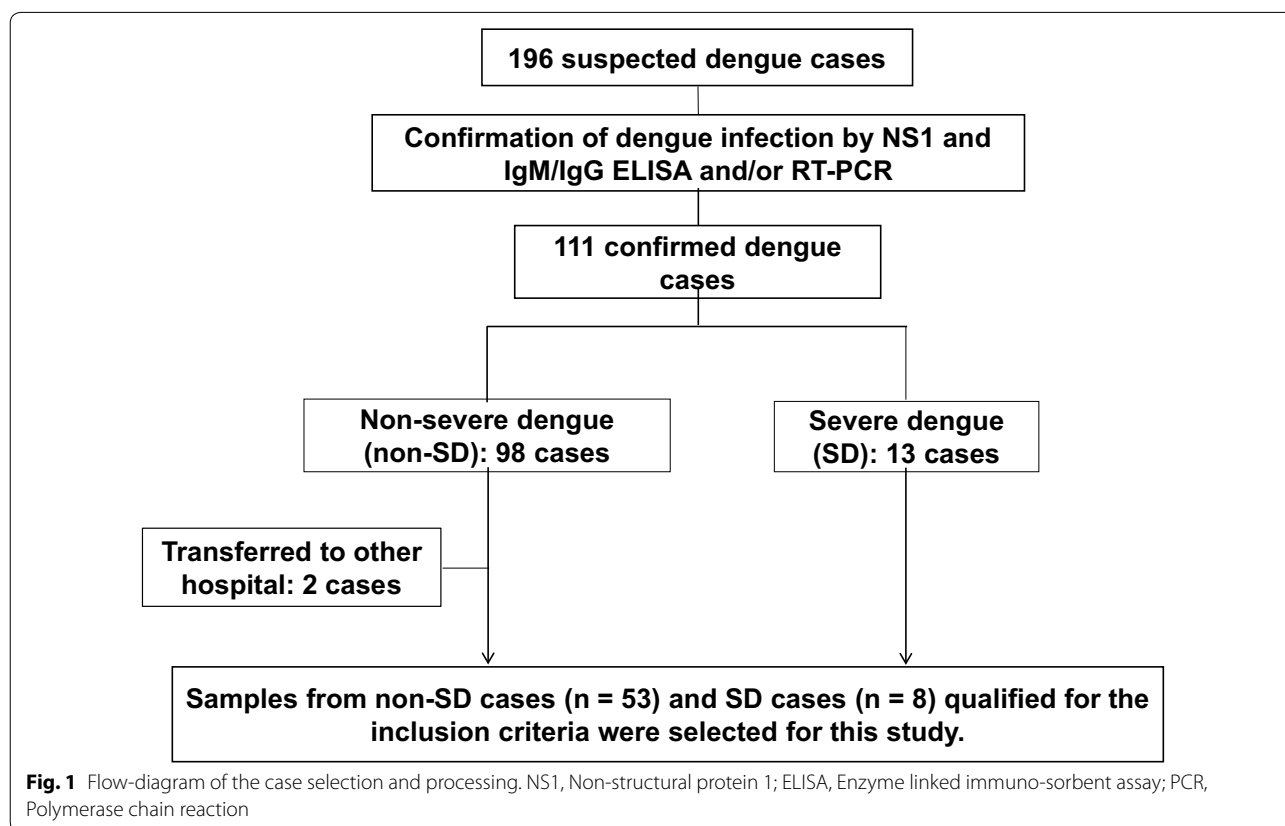 196 suspected dengue cases
Confirmation of dengue infection by NS1 and
IgM/IgG ELISA and/or RT-PCR
111 confirmed dengue
cases
Non-severe dengue
(non-SD): 98 cases
Severe dengue
(SD): 13 cases
Transferred to other
hospital: 2 cases
Samples from non-SD cases (n = 53) and SD cases (n = 8) qualified for the
inclusion criteria were selected for this study.
Fig. 1 Flow-diagram of the case selection and processing. NS1, Non-structural protein 1; ELISA, Enzyme linked immuno-sorbent assay; PCR,
Polymerase chain reaction